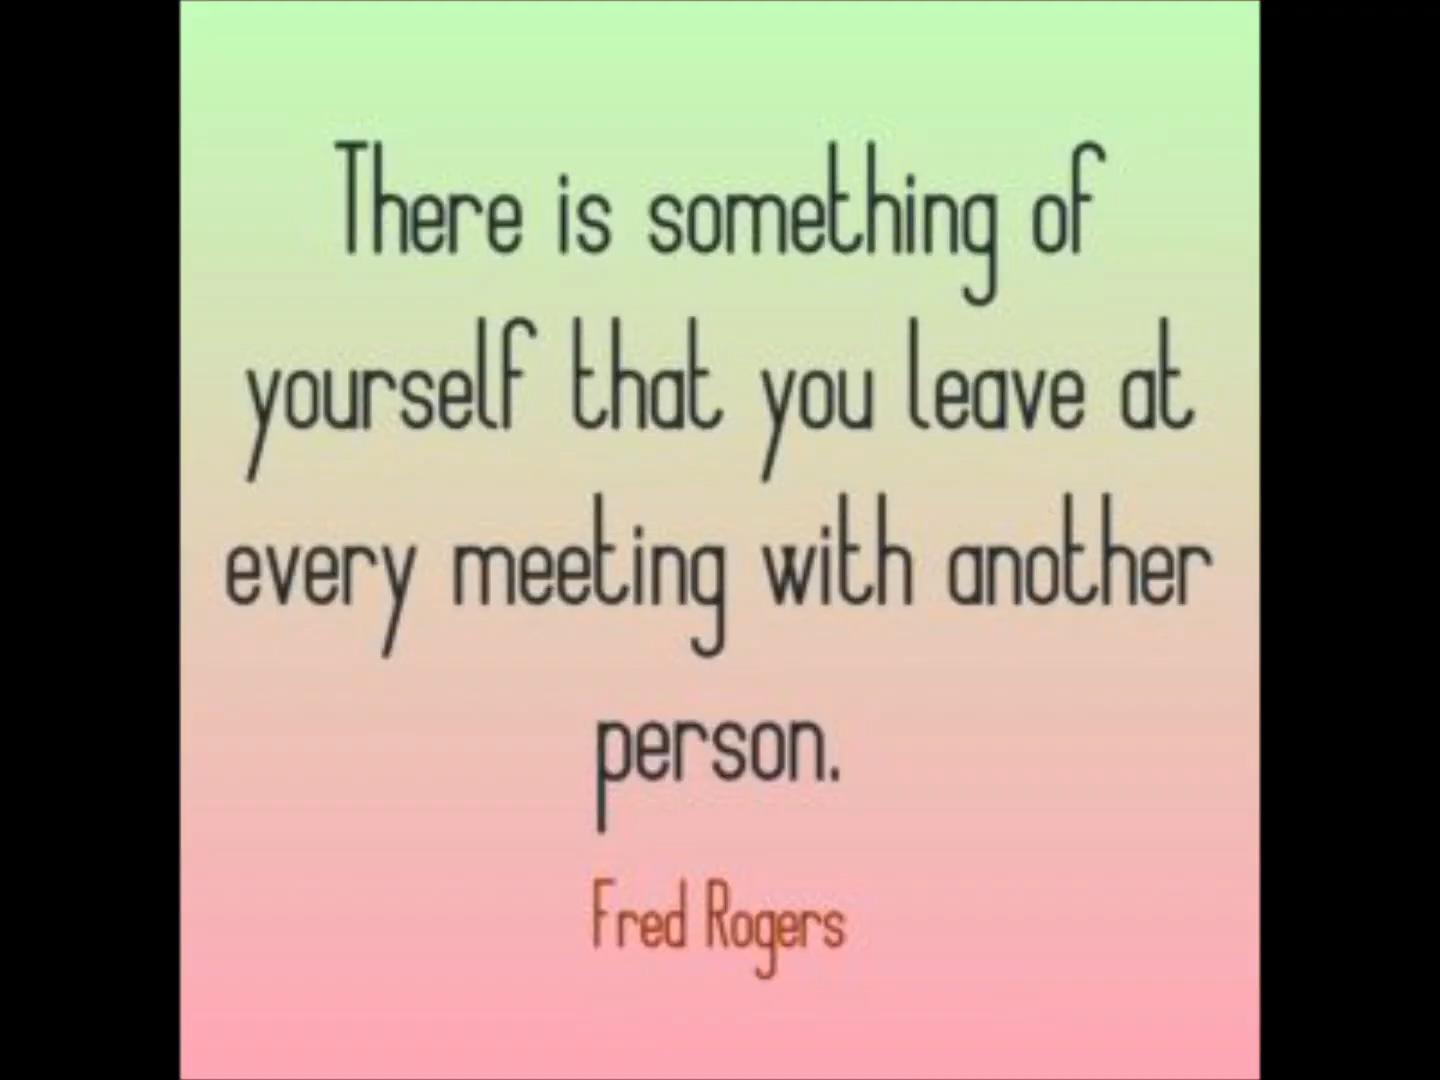 There is something of
yourself that you leave at
every meeting with another
person.
Fred Rogers